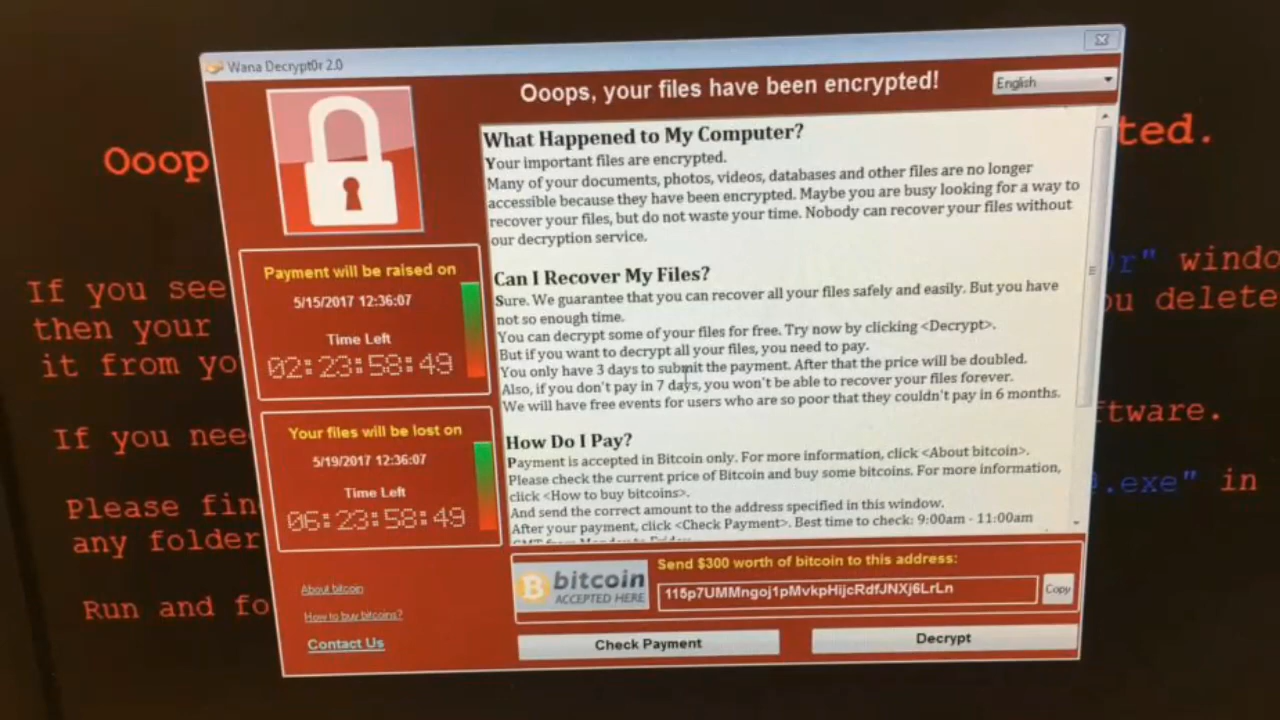 Wana Decrypt0r 2.0
Ooops, your files have been encrypted!
English
What Happened to My Computer?
Your important files are encrypted.
Many of your documents, photos, videos, databases and other files are no longer
accessible because they have been encrypted. Maybe you are busy looking for a way to
recover your files, but do not waste your time. Nobody can recover your files without
our decryption service.
Can I Recover My Files?
Sure. We guarantee that you can recover all your files safely and easily. But you have
not so enough time.
You can decrypt some of your files for free. Try now by clicking <Decrypt>.
But if you want to decrypt all your files, you need to pay.
You only have 3 days to submit the payment. After that the price will be doubled.
Also, if you don't pay in 7 days, you won't be able to recover your files forever.
We will have free events for users who are so poor that they couldn't pay in 6 months.
How Do I Pay?
Payment is accepted in Bitcoin only. For more information, click <About bitcoin>.
Please check the current price of Bitcoin and buy some bitcoins. For more information,
click <How to buy bitcoins>.
And send the correct amount to the address specified in this window.
After your payment, click <Check Payment>. Best time to check: 9:00am - 11:00am
Payment will be raised on
5/15/2017 12:36:07
Time Left
02:23:58:49
Your files will be lost on
5/19/2017 12:36:07
Time Left
06:23:58:49
About bitcoin
How to buy bitcoins?
Contact Us
bitcoin
ACCEPTED HERE
Send $300 worth of bitcoin to this address:
115p7UMMngoj1pMvkpHijcRdfJNXj6LrLn
Copy
Check Payment
Decrypt
Ooop
ted.
If you see
0r" windo
then your
ou delete
it from yo
If you nee
ftware.
Please fin
.exe" in
any folder
Run and fo